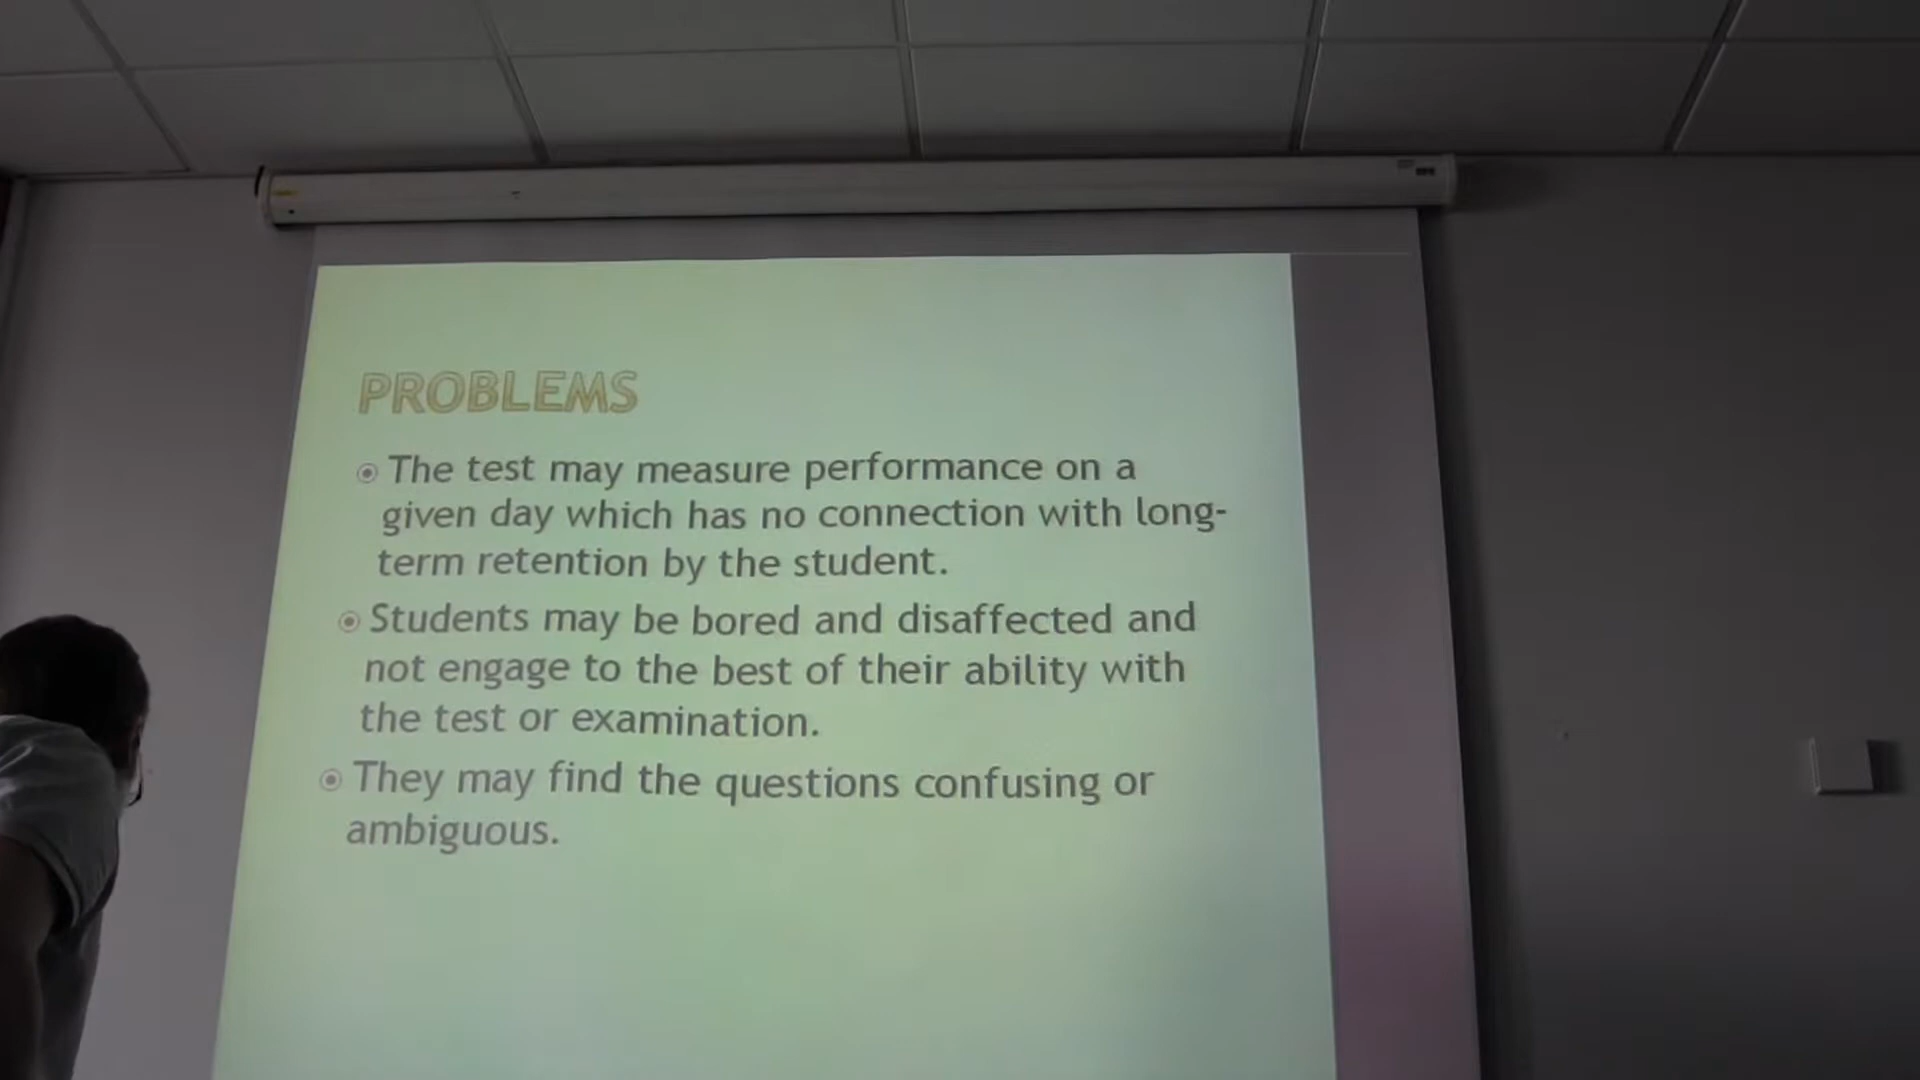 PROBLEMS
The test may measure performance on a
given day which has no connection with long-
term retention by the student.
Students may be bored and disaffected and
not engage to the best of their ability with
the test or examination.
They may find the questions confusing or
ambiguous.